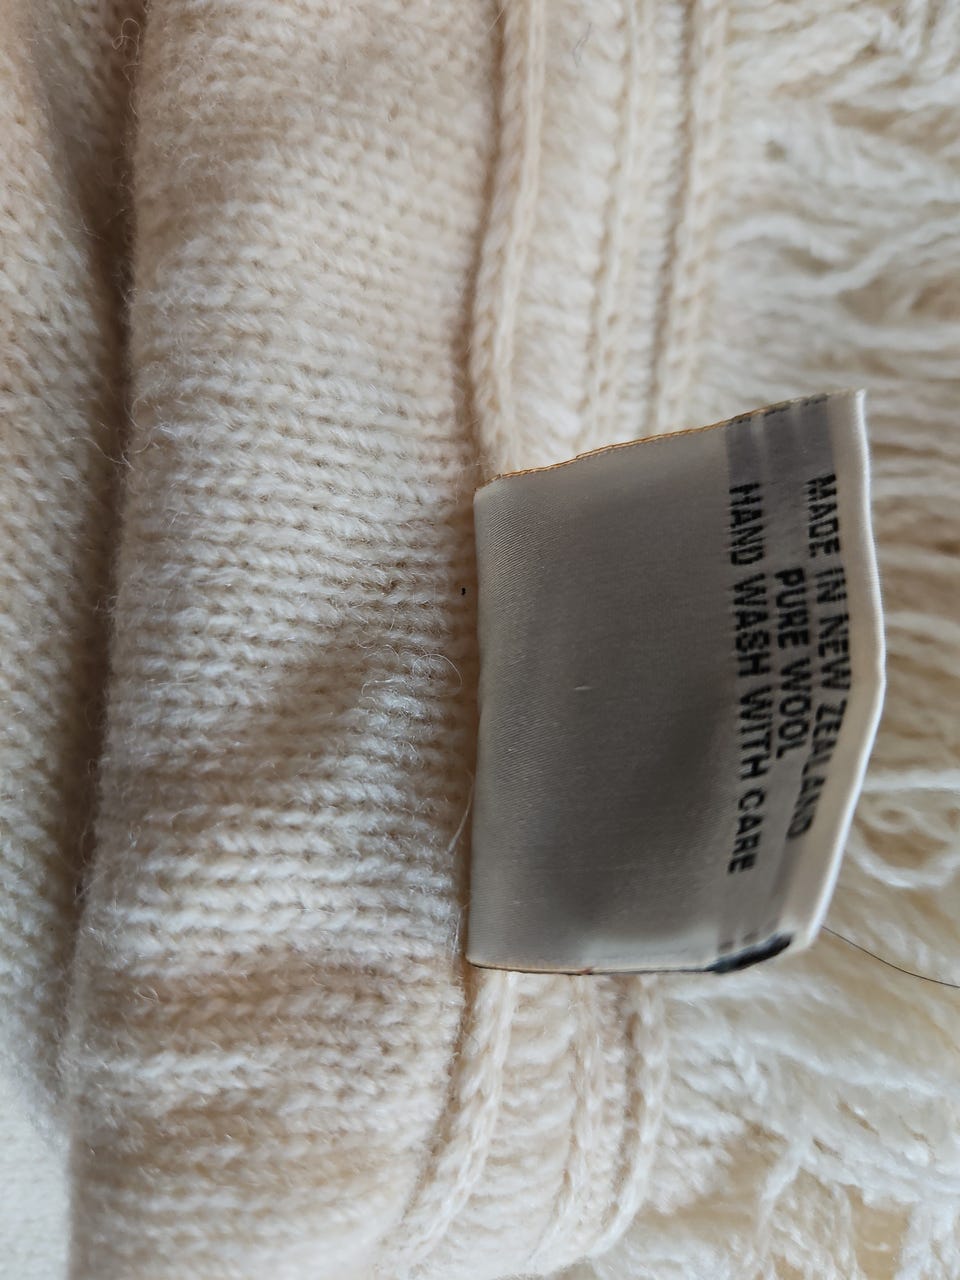 MADE IN NEW ZEALAND
PURE WOOL
HAND WASH WITH CARE